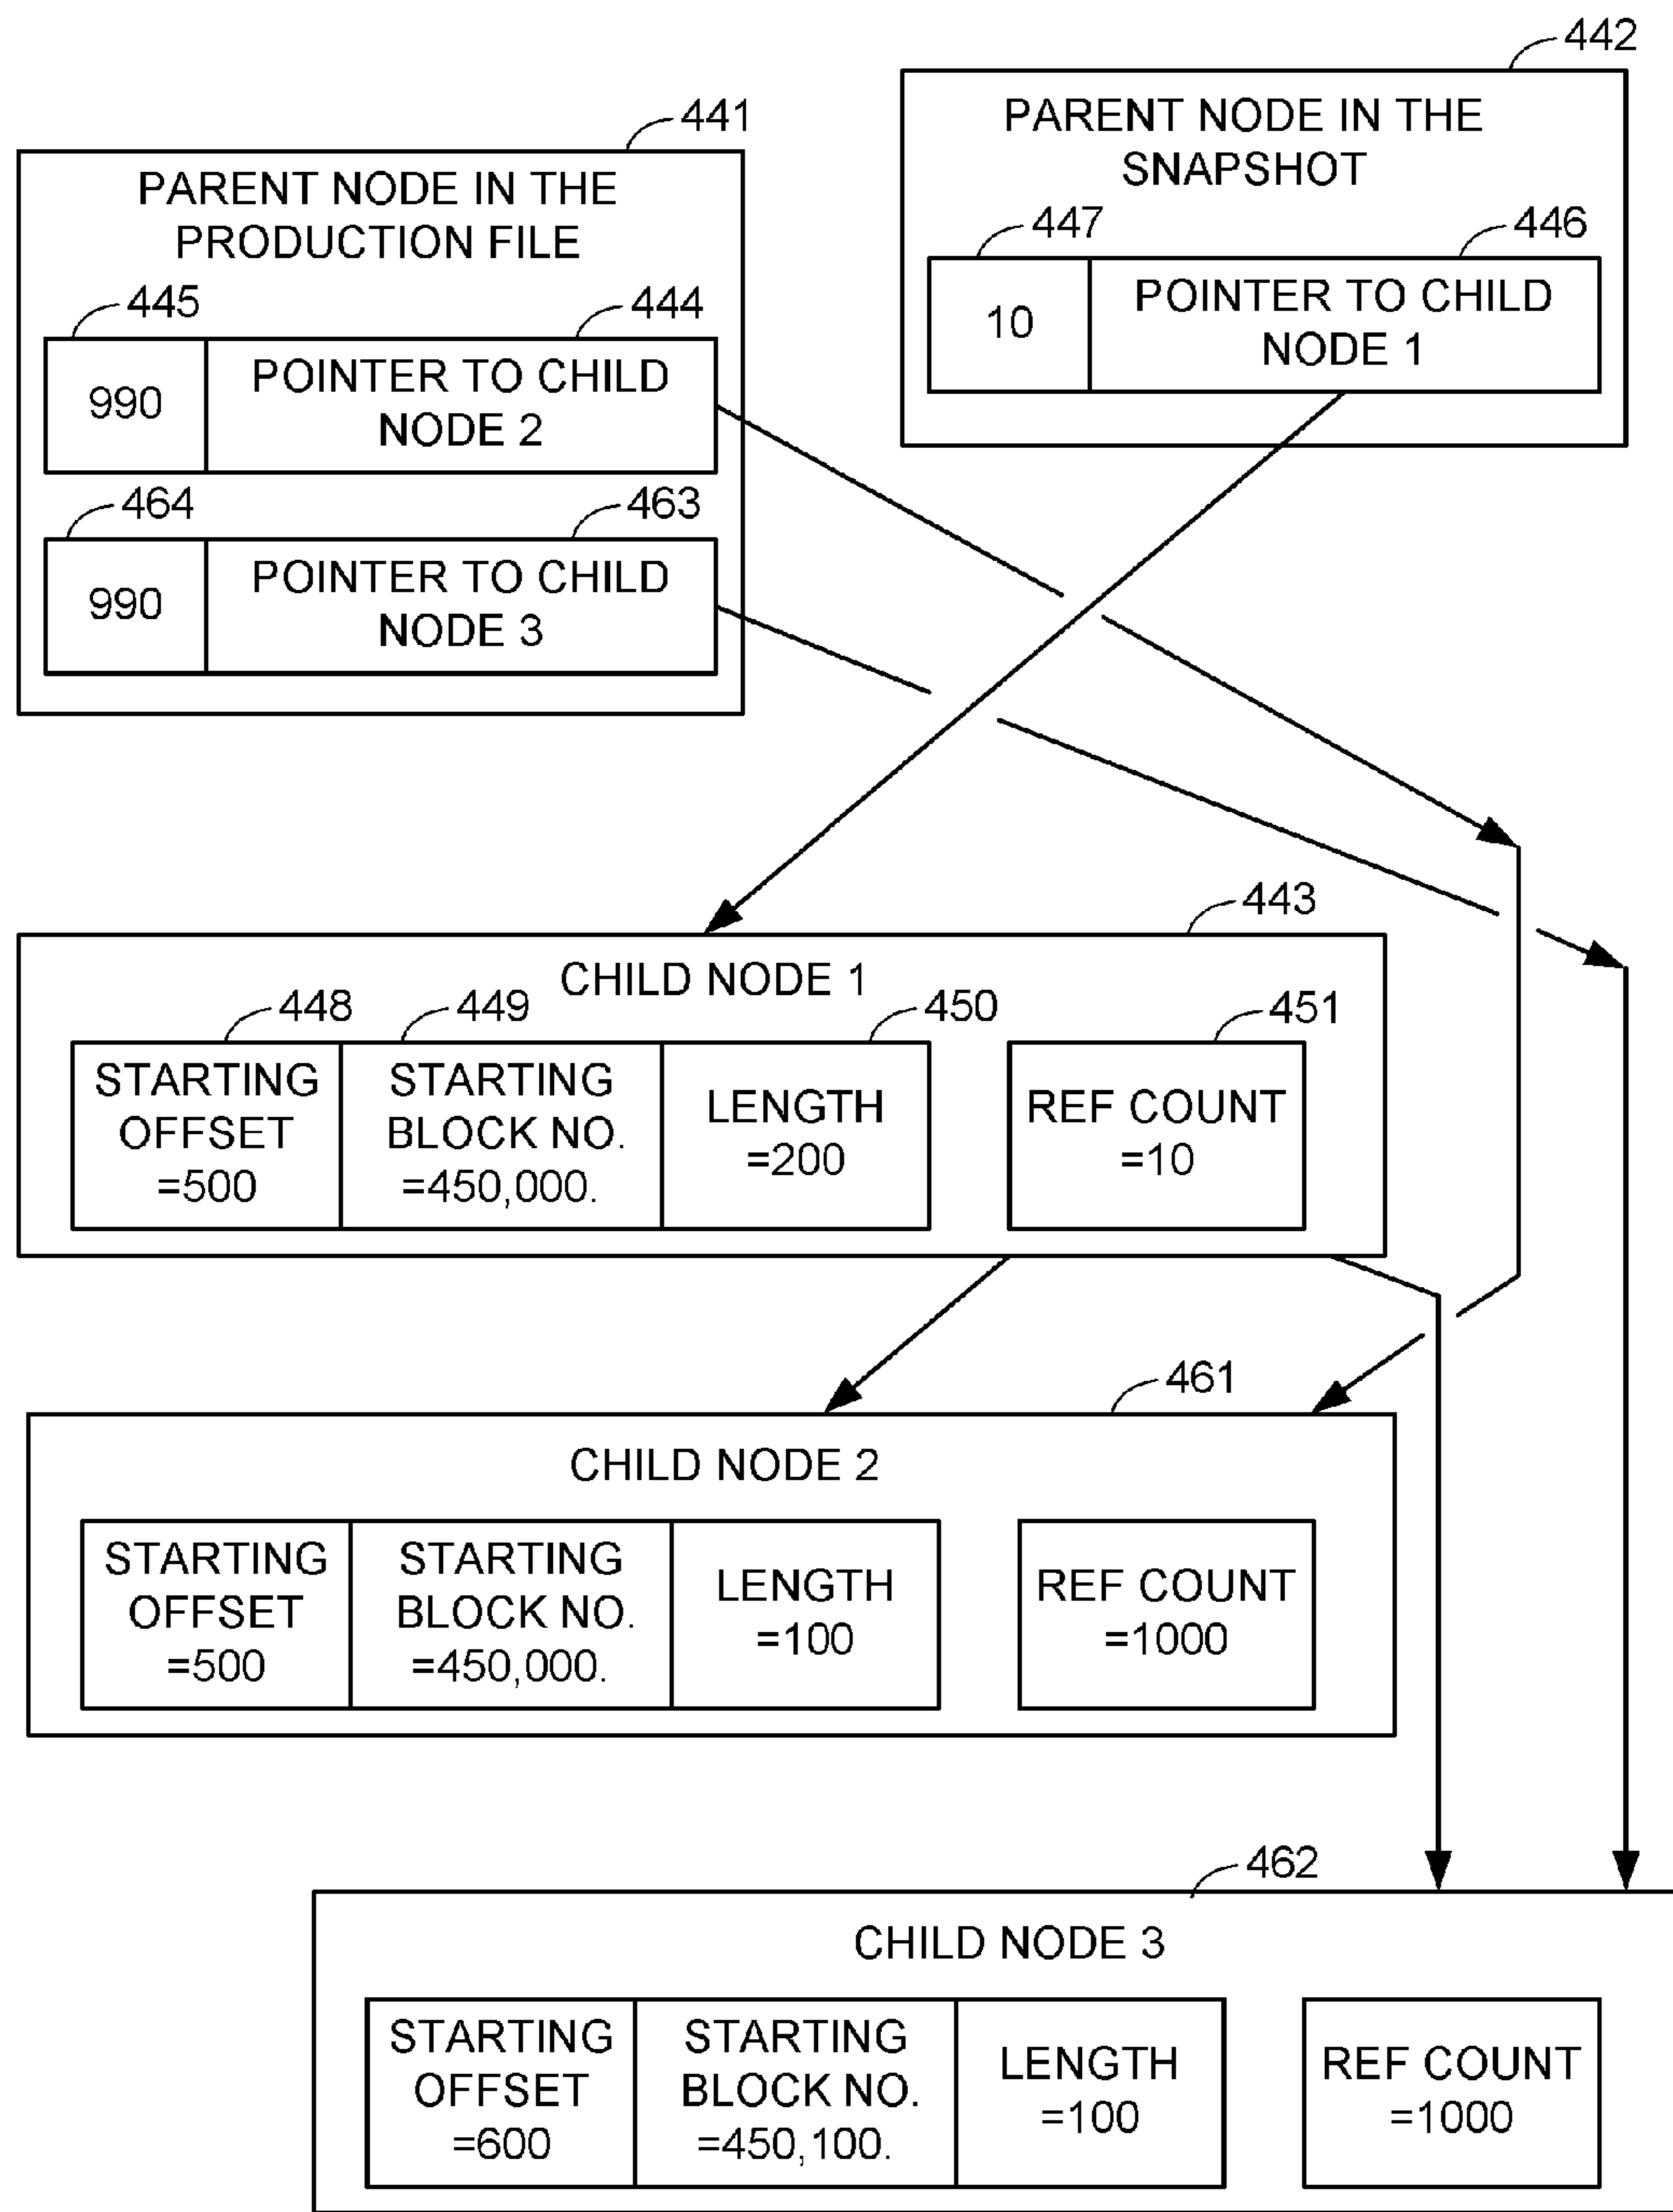 442
PARENT NODE IN THE
SNAPSHOT
447
446
10
POINTER TO CHILD
NODE 1
441
PARENT NODE IN THE
PRODUCTION FILE
445
444
990
POINTER TO CHILD
NODE 2
464
463
990
POINTER TO CHILD
NODE 3
443
CHILD NODE 1
448
449
450
451
STARTING
OFFSET
=500
STARTING
BLOCK NO.
=450,000.
LENGTH
=200
REF COUNT
=10
461
CHILD NODE 2
STARTING
OFFSET
=500
STARTING
BLOCK NO.
=450,000.
LENGTH
=100
REF COUNT
=1000
462
CHILD NODE 3
STARTING
OFFSET
=600
STARTING
BLOCK NO.
=450,100.
LENGTH
=100
REF COUNT
=1000